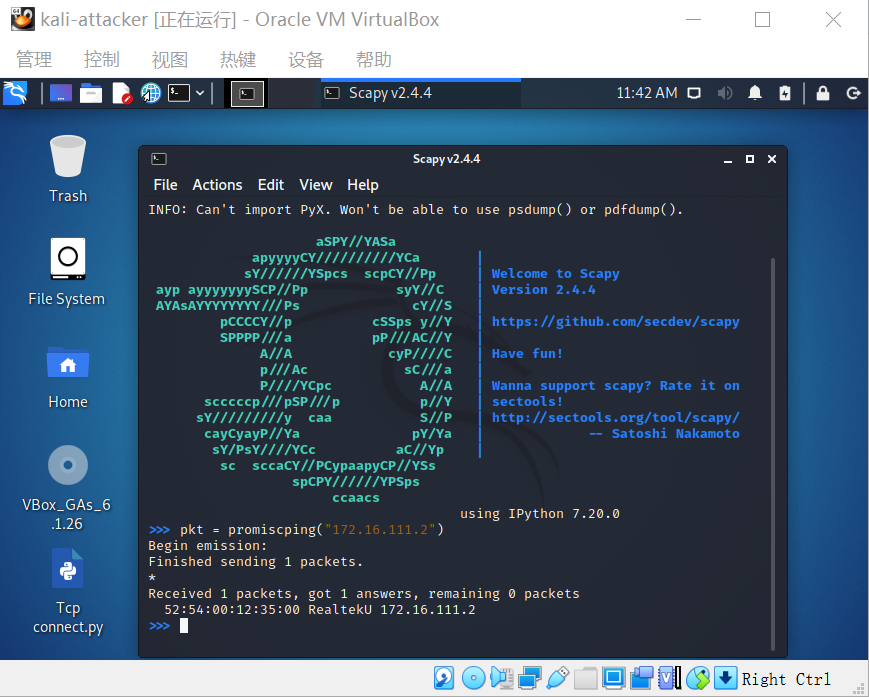 kali-attacker [正在运行] - Oracle VM VirtualBox
管理 控制 视图 热键 设备 帮助
Scapy v2.4.4
11:42 AM
Trash
File System
Home
VBox_GAs_6
.1.26
Tcp
connect.py
Scapy v2.4.4
File Actions Edit View Help
INFO: Can't import PyX. Won't be able to use psdump() or pdfdump().
aSPY//YASa
apyyyyCY//////////YCa |
sY//////YSpcs scpCY//Pp | Welcome to Scapy
ayp ayyyyyyySCP//Pp syY//C | Version 2.4.4
AYAsAYYYYYYYY///Ps cY//S |
pCCCCY//p cSSps y//Y | https://github.com/secdev/scapy
SPPPP///a pP///AC//Y |
A//A cyP////C | Have fun!
p///Ac sC///a |
P////YCpc A//A | Wanna support scapy? Rate it on
scccccp///pSP///p p//Y | sectools!
sY/////////y caa S//P | http://sectools.org/tool/scapy/
cayCyayP//Ya pY/Ya | -- Satoshi Nakamoto
sY/PsY////YCc aC//Yp |
sc sccaCY//PCypaapyCP//YSs
spCPY//////YPSps
ccaacs
using IPython 7.20.0
>>> pkt = promiscping("172.16.111.2")
Begin emission:
Finished sending 1 packets.
*
Received 1 packets, got 1 answers, remaining 0 packets
52:54:00:12:35:00 RealtekU 172.16.111.2
>>>
Right Ctrl